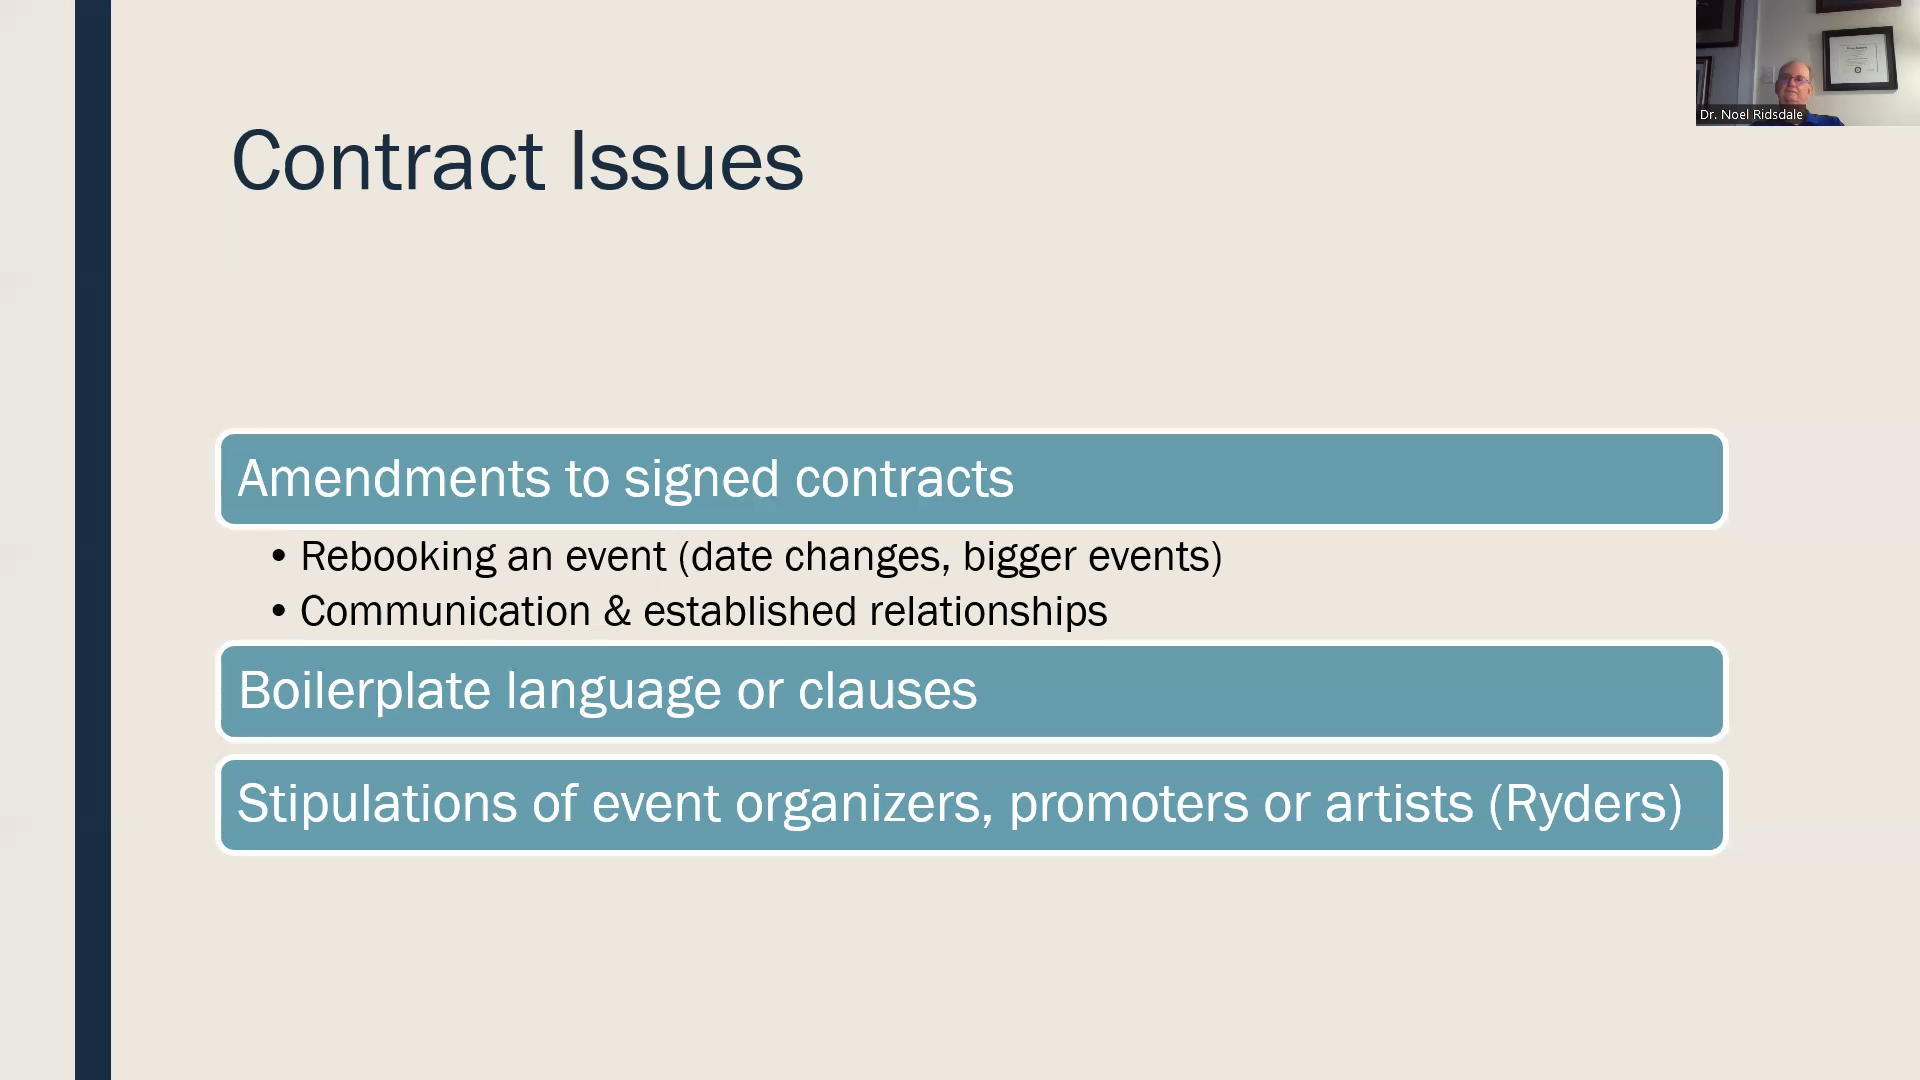 Dr. Noel Ridsdale
Contract Issues
Amendments to signed contracts
• Rebooking an event (date changes, bigger events)
• Communication & established relationships
Boilerplate language or clauses
Stipulations of event organizers, promoters or artists (Ryders)